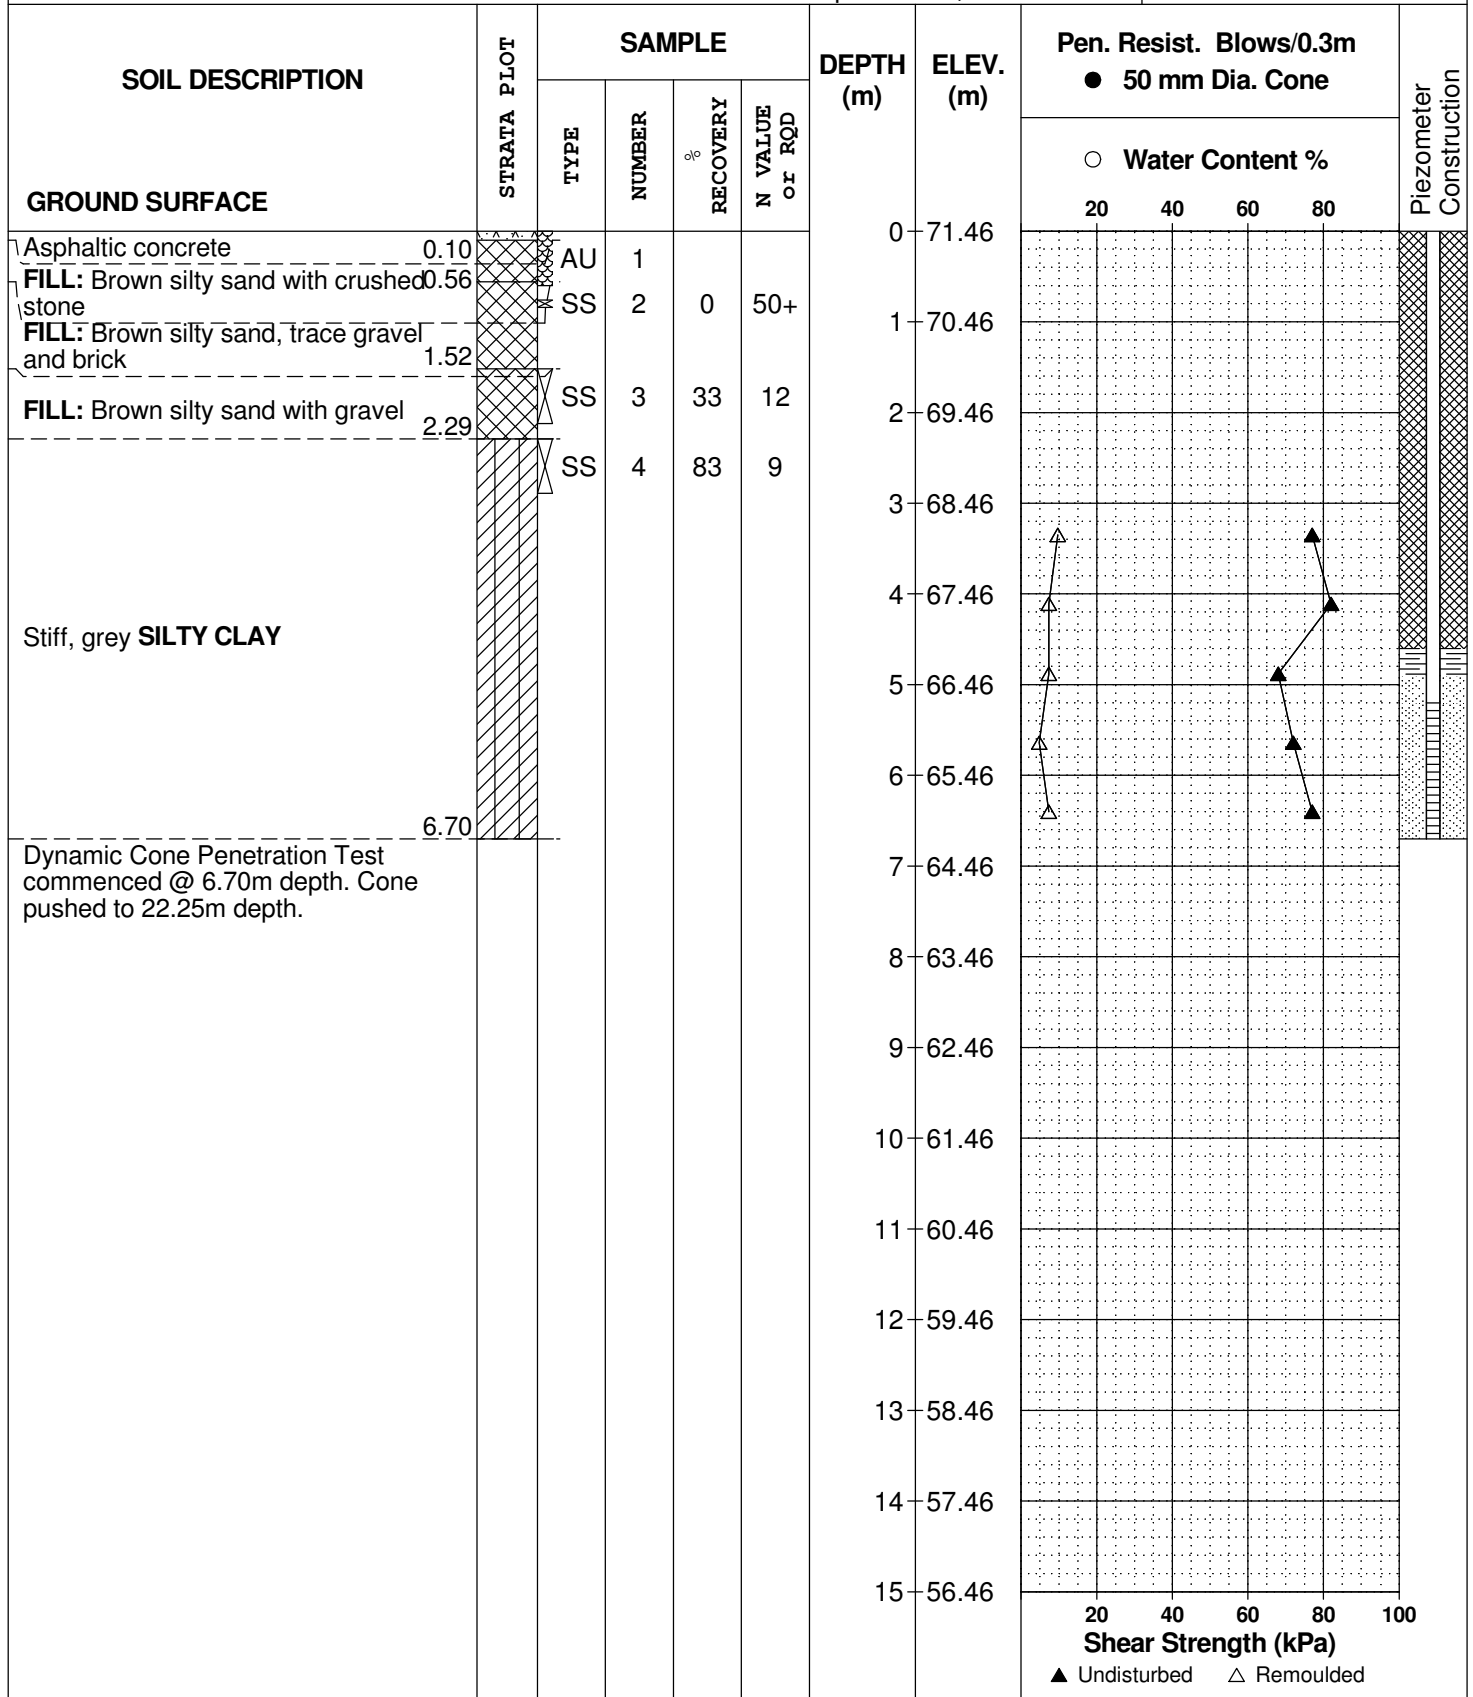 SOIL DESCRIPTION
GROUND SURFACE
STRATA PLOT
SAMPLE
TYPE
NUMBER
%
RECOVERY
N VALUE
or RQD
DEPTH
(m)
ELEV.
(m)
Pen. Resist. Blows/0.3m
● 50 mm Dia. Cone
○ Water Content %
20 40 60 80
Piezometer
Construction
Asphaltic concrete 0.10
FILL: Brown silty sand with crushed 0.56
stone
FILL: Brown silty sand, trace gravel
and brick 1.52
FILL: Brown silty sand with gravel
2.29
Stiff, grey SILTY CLAY
6.70
Dynamic Cone Penetration Test
commenced @ 6.70m depth. Cone
pushed to 22.25m depth.
AU 1
SS 2 0 50+
SS 3 33 12
SS 4 83 9
0 71.46
1 70.46
2 69.46
3 68.46
4 67.46
5 66.46
6 65.46
7 64.46
8 63.46
9 62.46
10 61.46
11 60.46
12 59.46
13 58.46
14 57.46
15 56.46
20 40 60 80 100
Shear Strength (kPa)
▲ Undisturbed △ Remoulded